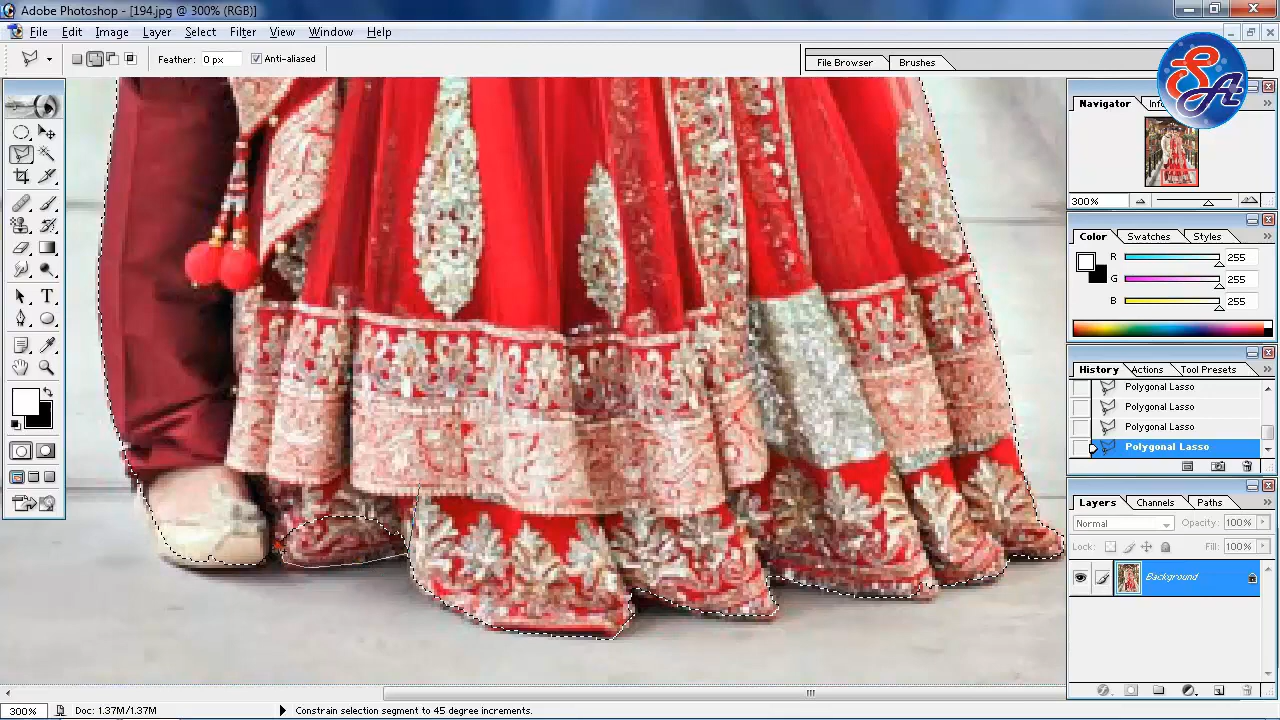 Adobe Photoshop - [194.jpg @ 300% (RGB)]
File Edit Image Layer Select Filter View Window Help
Feather: 0 px Anti-aliased
File Browser Brushes
SA
Navigator Inf
300%
Color Swatches Styles
R 255
G 255
B 255
History Actions Tool Presets
Polygonal Lasso
Polygonal Lasso
Polygonal Lasso
Polygonal Lasso
Layers Channels Paths
Normal Opacity: 100%
Lock: Fill: 100%
Background
300% Doc: 1.37M/1.37M Constrain selection segment to 45 degree increments.